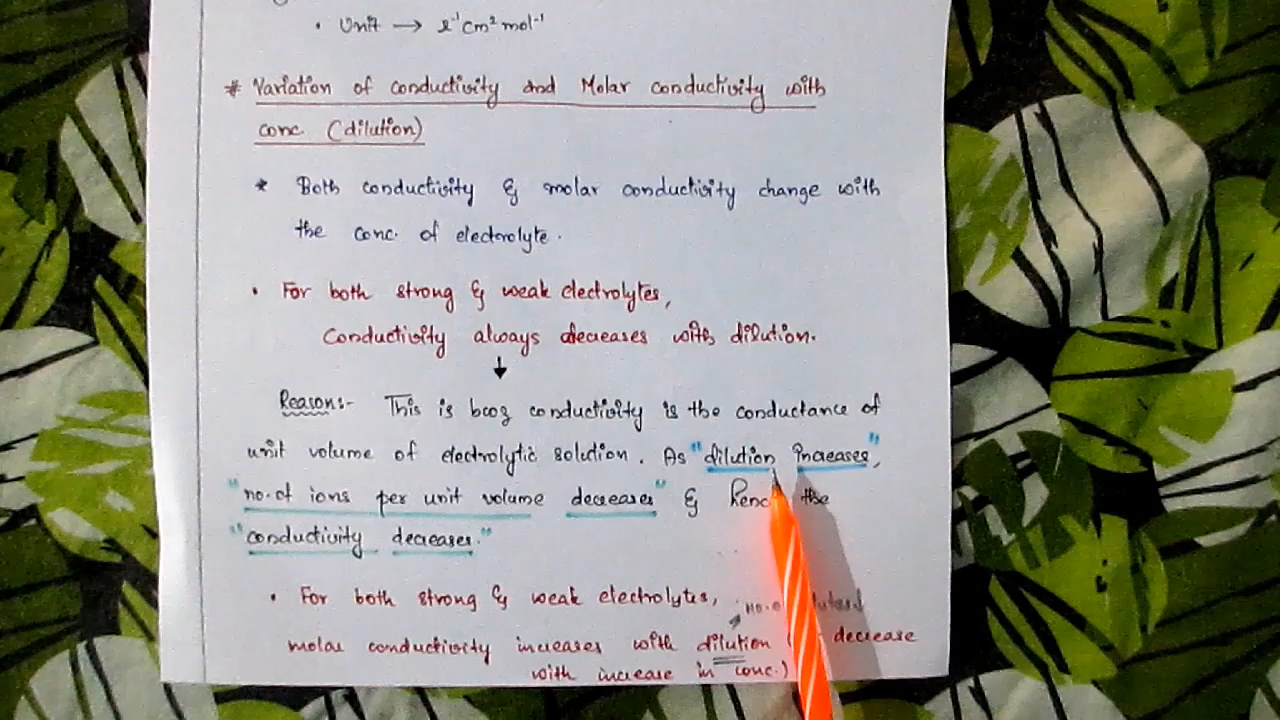 • Unit → Ω⁻¹cm² mol⁻¹
# Variation of conductivity and Molar conductivity with
conc. (dilution)
* Both conductivity & molar conductivity change with
the conc. of electrolyte.
• For both strong & weak electrolytes,
Conductivity always decreases with dilution.
↓
Reason:- This is bcoz conductivity is the conductance of
unit volume of electrolytic solution. As "dilution increases",
"no. of ions per unit volume decreases" & hence the
"conductivity decreases."
• For both strong & weak electrolytes, no.
molar conductivity increases with dilution ( decrease
with increase in conc.)